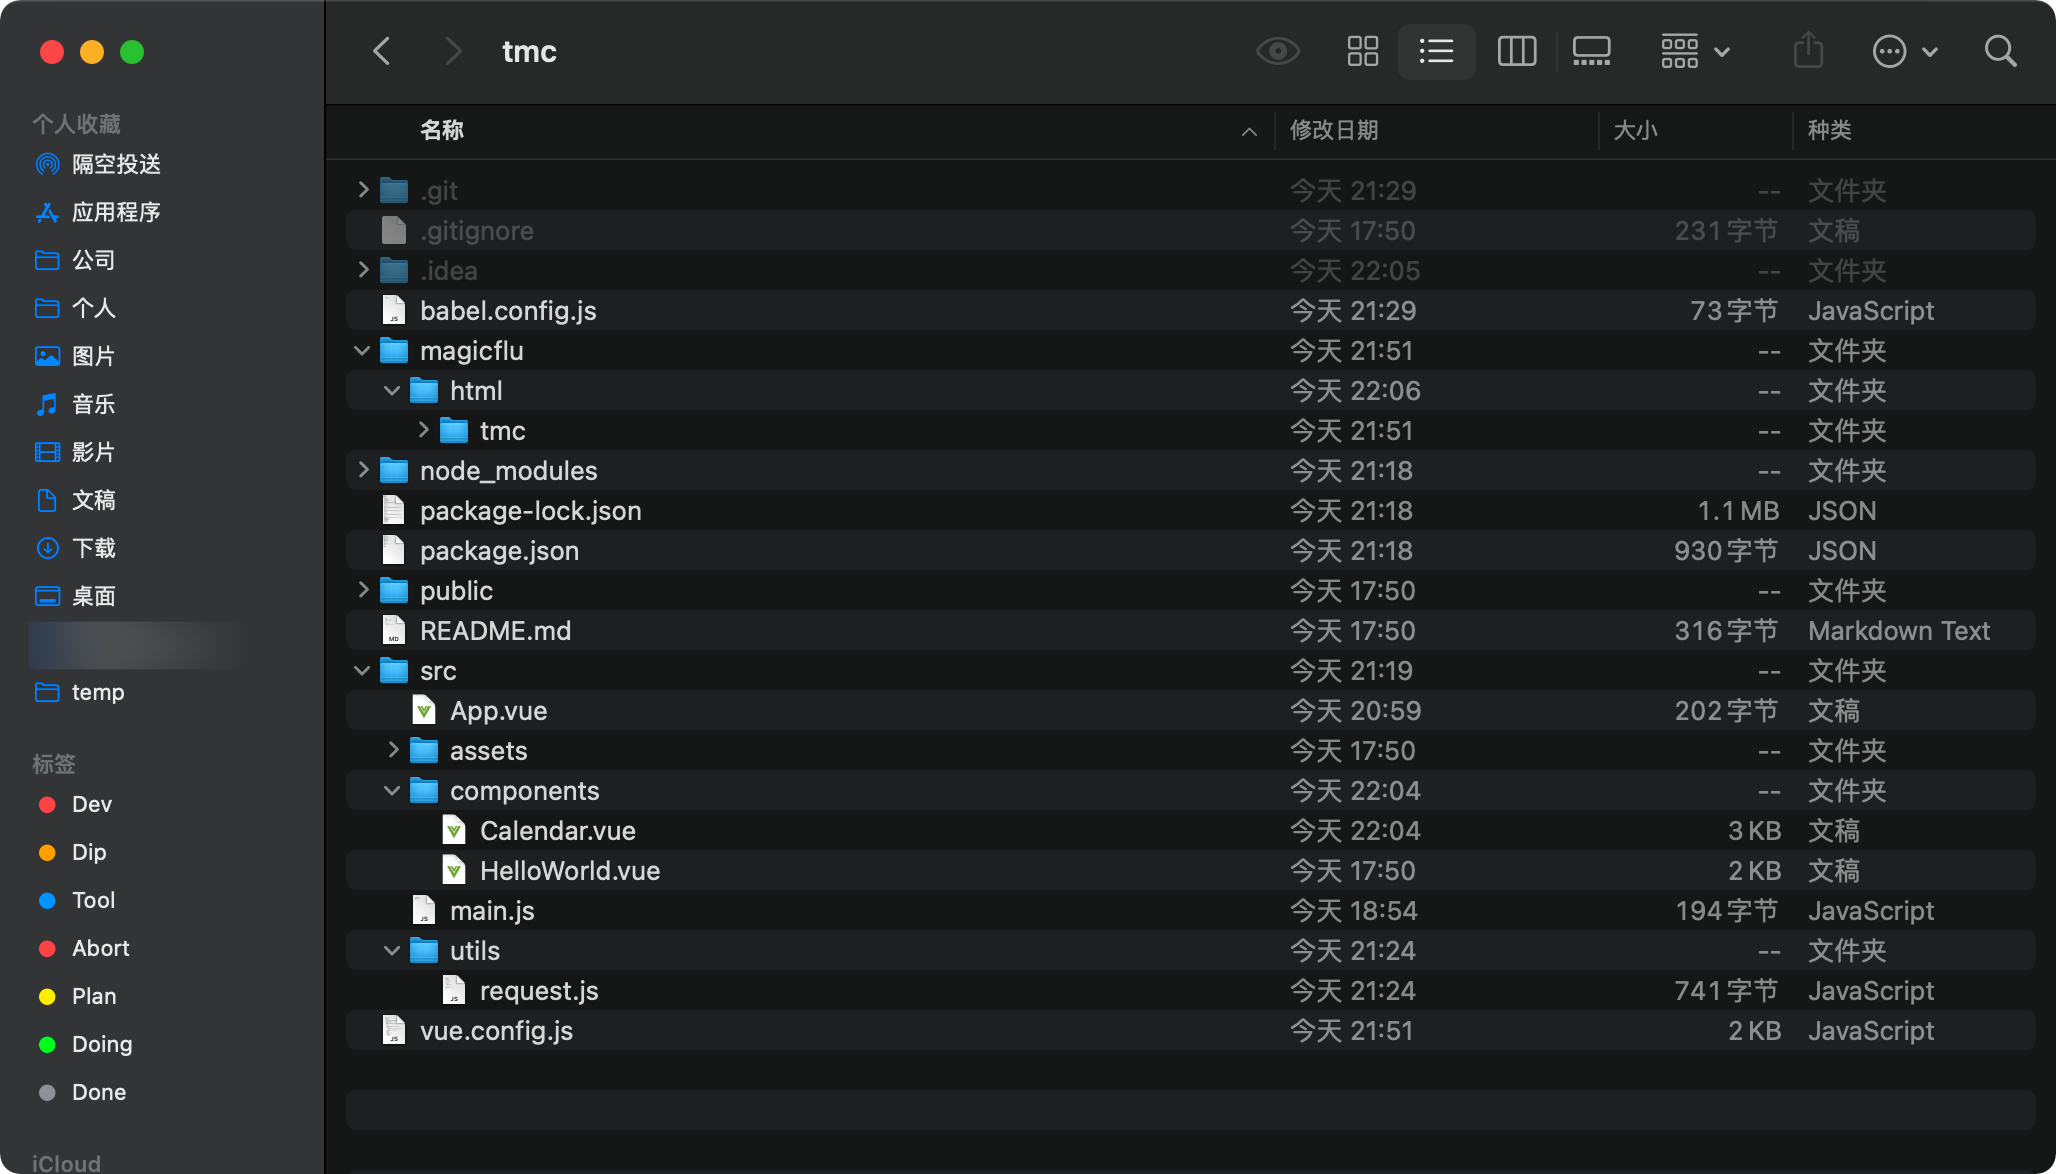 tmc
个人收藏
隔空投送
应用程序
公司
个人
图片
音乐
影片
文稿
下载
桌面
temp
标签
Dev
Dip
Tool
Abort
Plan
Doing
Done
iCloud
名称 修改日期 大小 种类
.git 今天 21:29 -- 文件夹
.gitignore 今天 17:50 231 字节 文稿
.idea 今天 22:05 -- 文件夹
babel.config.js 今天 21:29 73 字节 JavaScript
magicflu 今天 21:51 -- 文件夹
html 今天 22:06 -- 文件夹
tmc 今天 21:51 -- 文件夹
node_modules 今天 21:18 -- 文件夹
package-lock.json 今天 21:18 1.1 MB JSON
package.json 今天 21:18 930 字节 JSON
public 今天 17:50 -- 文件夹
README.md 今天 17:50 316 字节 Markdown Text
src 今天 21:19 -- 文件夹
App.vue 今天 20:59 202 字节 文稿
assets 今天 17:50 -- 文件夹
components 今天 22:04 -- 文件夹
Calendar.vue 今天 22:04 3 KB 文稿
HelloWorld.vue 今天 17:50 2 KB 文稿
main.js 今天 18:54 194 字节 JavaScript
utils 今天 21:24 -- 文件夹
request.js 今天 21:24 741 字节 JavaScript
vue.config.js 今天 21:51 2 KB JavaScript